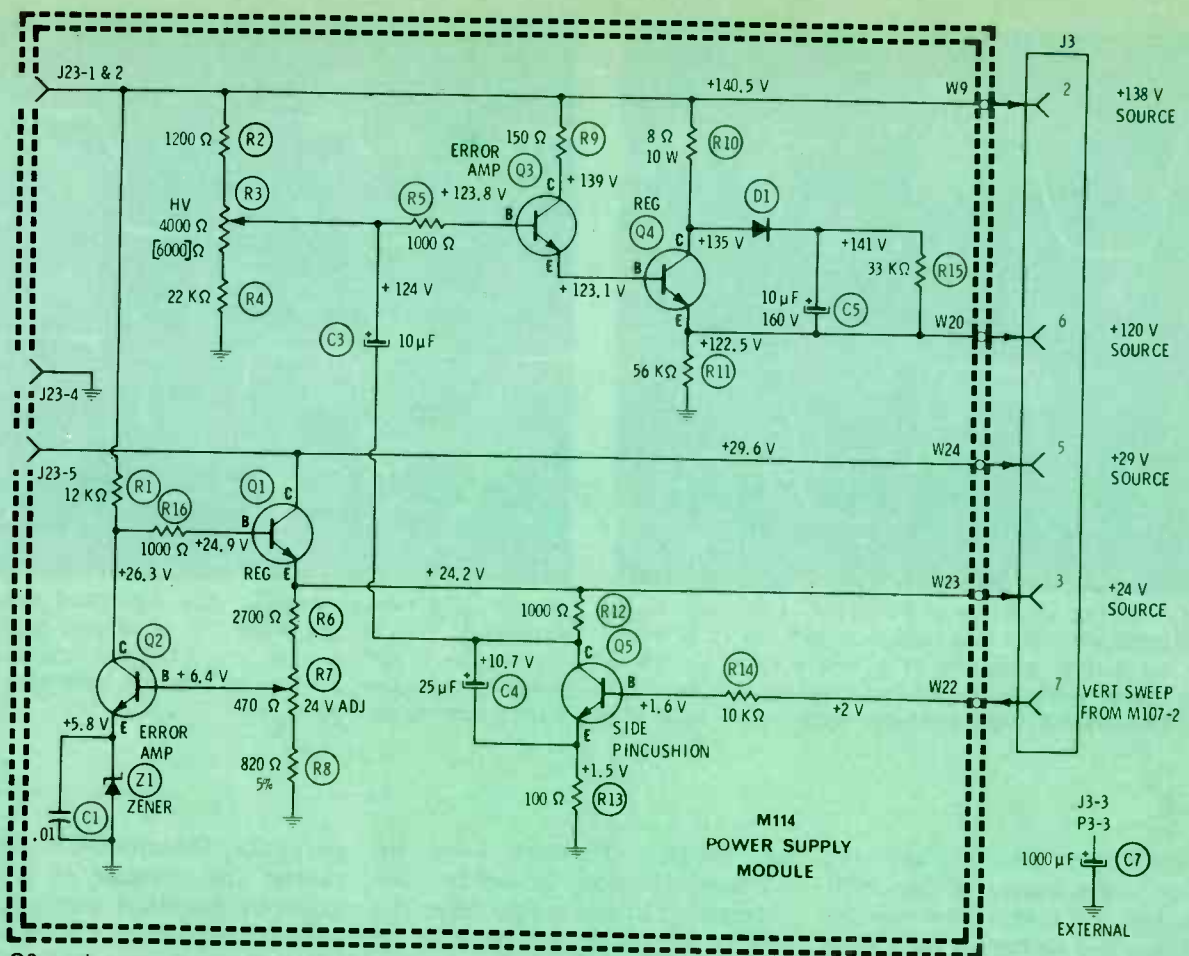 J23-1 & 2
+140.5 V
W9
J3
2
+138 V
SOURCE
1200 Ω
R2
150 Ω
R9
8 Ω
10 W
R10
ERROR
AMP
Q3
C
+139 V
HV
4000 Ω
[6000]Ω
R3
R5
+123.8 V
1000 Ω
B
E
REG
Q4
C
+135 V
D1
+141 V
33 KΩ
R15
22 KΩ
R4
+124 V
+123.1 V
B
E
10 µF
160 V
C5
W20
6
+120 V
SOURCE
C3
10 µF
+122.5 V
56 KΩ
R11
J23-4
J23-5
+29.6 V
W24
5
+29 V
SOURCE
R1
12 KΩ
R16
1000 Ω
Q1
C
B
+24.9 V
E
REG
+26.3 V
+24.2 V
W23
3
+24 V
SOURCE
2700 Ω
R6
1000 Ω
R12
Q2
C
B
+6.4 V
R7
470 Ω
24 V ADJ
+10.7 V
25 µF
C4
C
Q5
B
+1.6 V
R14
10 KΩ
+2 V
W22
7
VERT SWEEP
FROM M107-2
+5.8 V
E
ERROR
AMP
E
SIDE
PINCUSHION
Z1
ZENER
820 Ω
5%
R8
+1.5 V
100 Ω
R13
C1
.01
M114
POWER SUPPLY
MODULE
J3-3
P3-3
1000 µF
C7
EXTERNAL